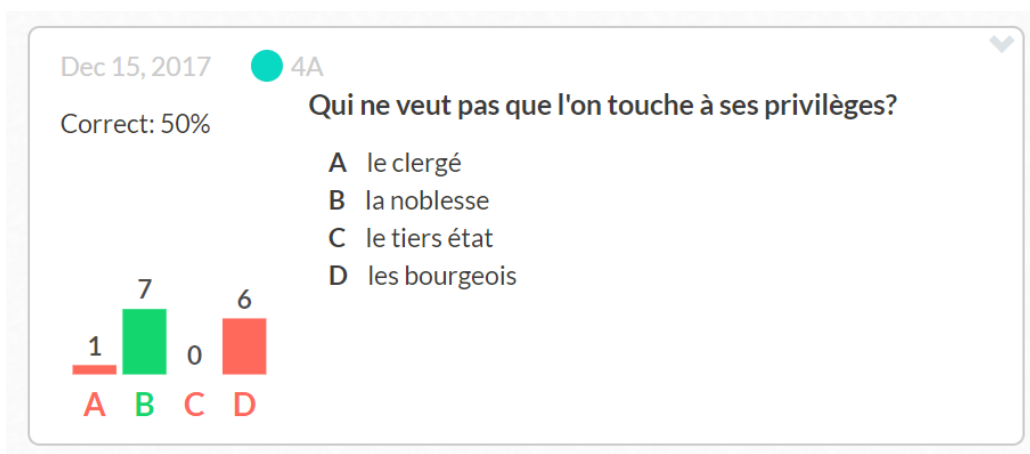 Dec 15, 2017 4A
Correct: 50%
Qui ne veut pas que l'on touche à ses privilèges?
A le clergé
B la noblesse
C le tiers état
D les bourgeois
1 7 0 6
A B C D